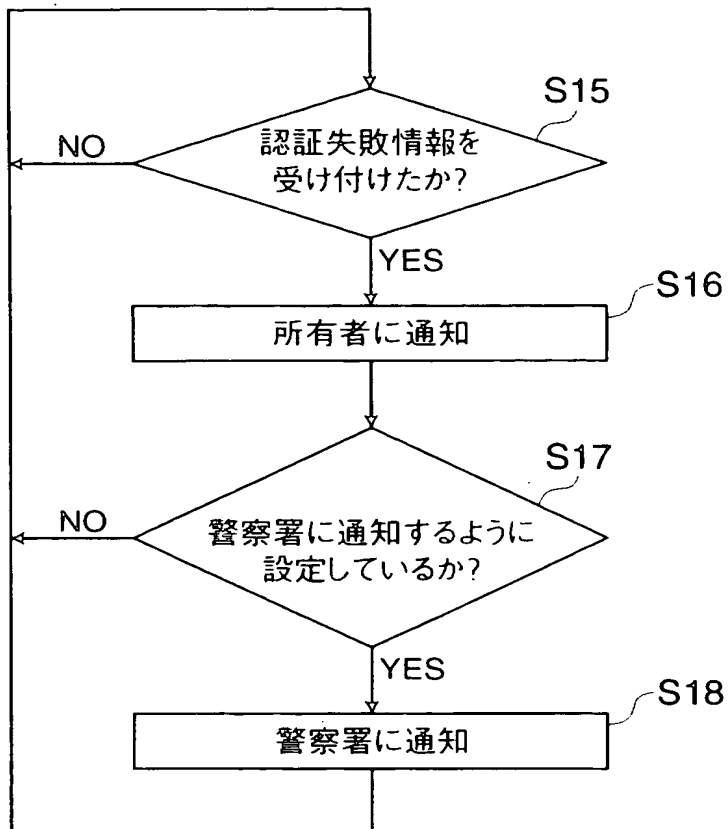 S15
認証失敗情報を
受け付けたか?
NO
YES
S16
所有者に通知
S17
警察署に通知するように
設定しているか?
NO
YES
S18
警察署に通知